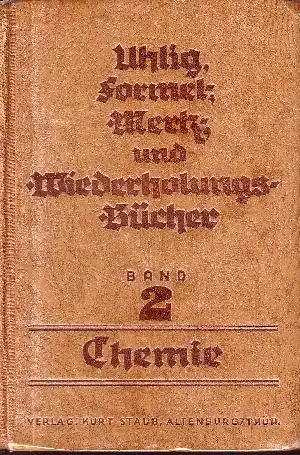 Uhlig,
Formel-,
Merk-,
und
Wiederholungs-
Bücher
BAND
2
Chemie
VERLAG. KURT STAUB, ALTENBURG/THÜR.